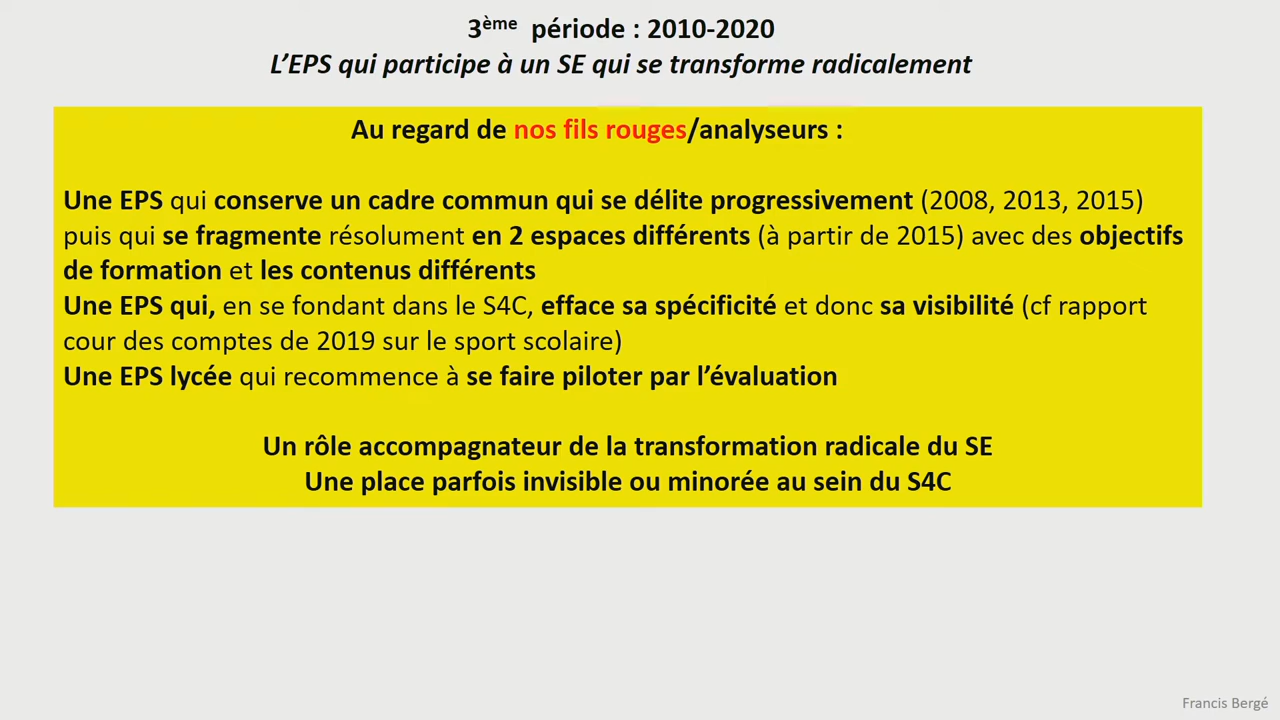 3ème période : 2010-2020
L’EPS qui participe à un SE qui se transforme radicalement
Au regard de nos fils rouges/analyseurs :
Une EPS qui conserve un cadre commun qui se délite progressivement (2008, 2013, 2015)
puis qui se fragmente résolument en 2 espaces différents (à partir de 2015) avec des objectifs
de formation et les contenus différents
Une EPS qui, en se fondant dans le S4C, efface sa spécificité et donc sa visibilité (cf rapport
cour des comptes de 2019 sur le sport scolaire)
Une EPS lycée qui recommence à se faire piloter par l’évaluation
Un rôle accompagnateur de la transformation radicale du SE
Une place parfois invisible ou minorée au sein du S4C
Francis Bergé